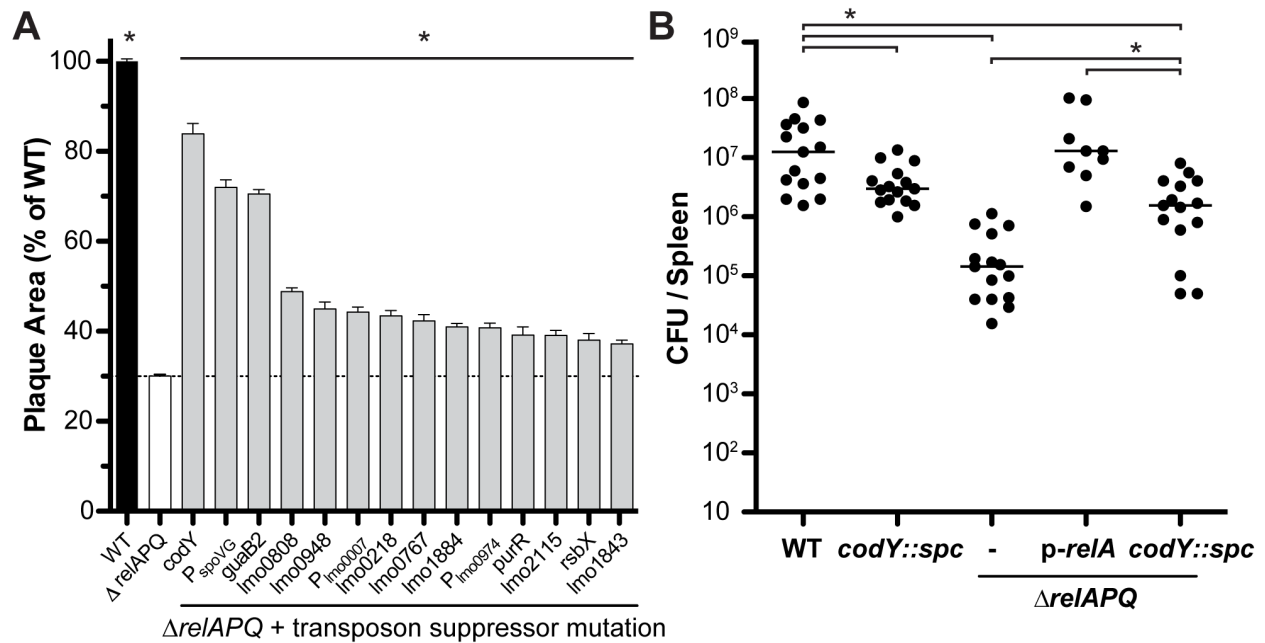 A
Plaque Area (% of WT)
100
80
60
40
20
0
*
*
WT
Δ relAPQ
codY
PspoVG
guaB2
lmo0808
lmo0948
Plmo0007
lmo0218
lmo0767
lmo1884
Plmo0974
purR
lmo2115
rsbX
lmo1843
ΔrelAPQ + transposon suppressor mutation
B
CFU / Spleen
10⁹
10⁸
10⁷
10⁶
10⁵
10⁴
10³
10²
10
*
*
WT codY::spc - p-relA codY::spc
ΔrelAPQ